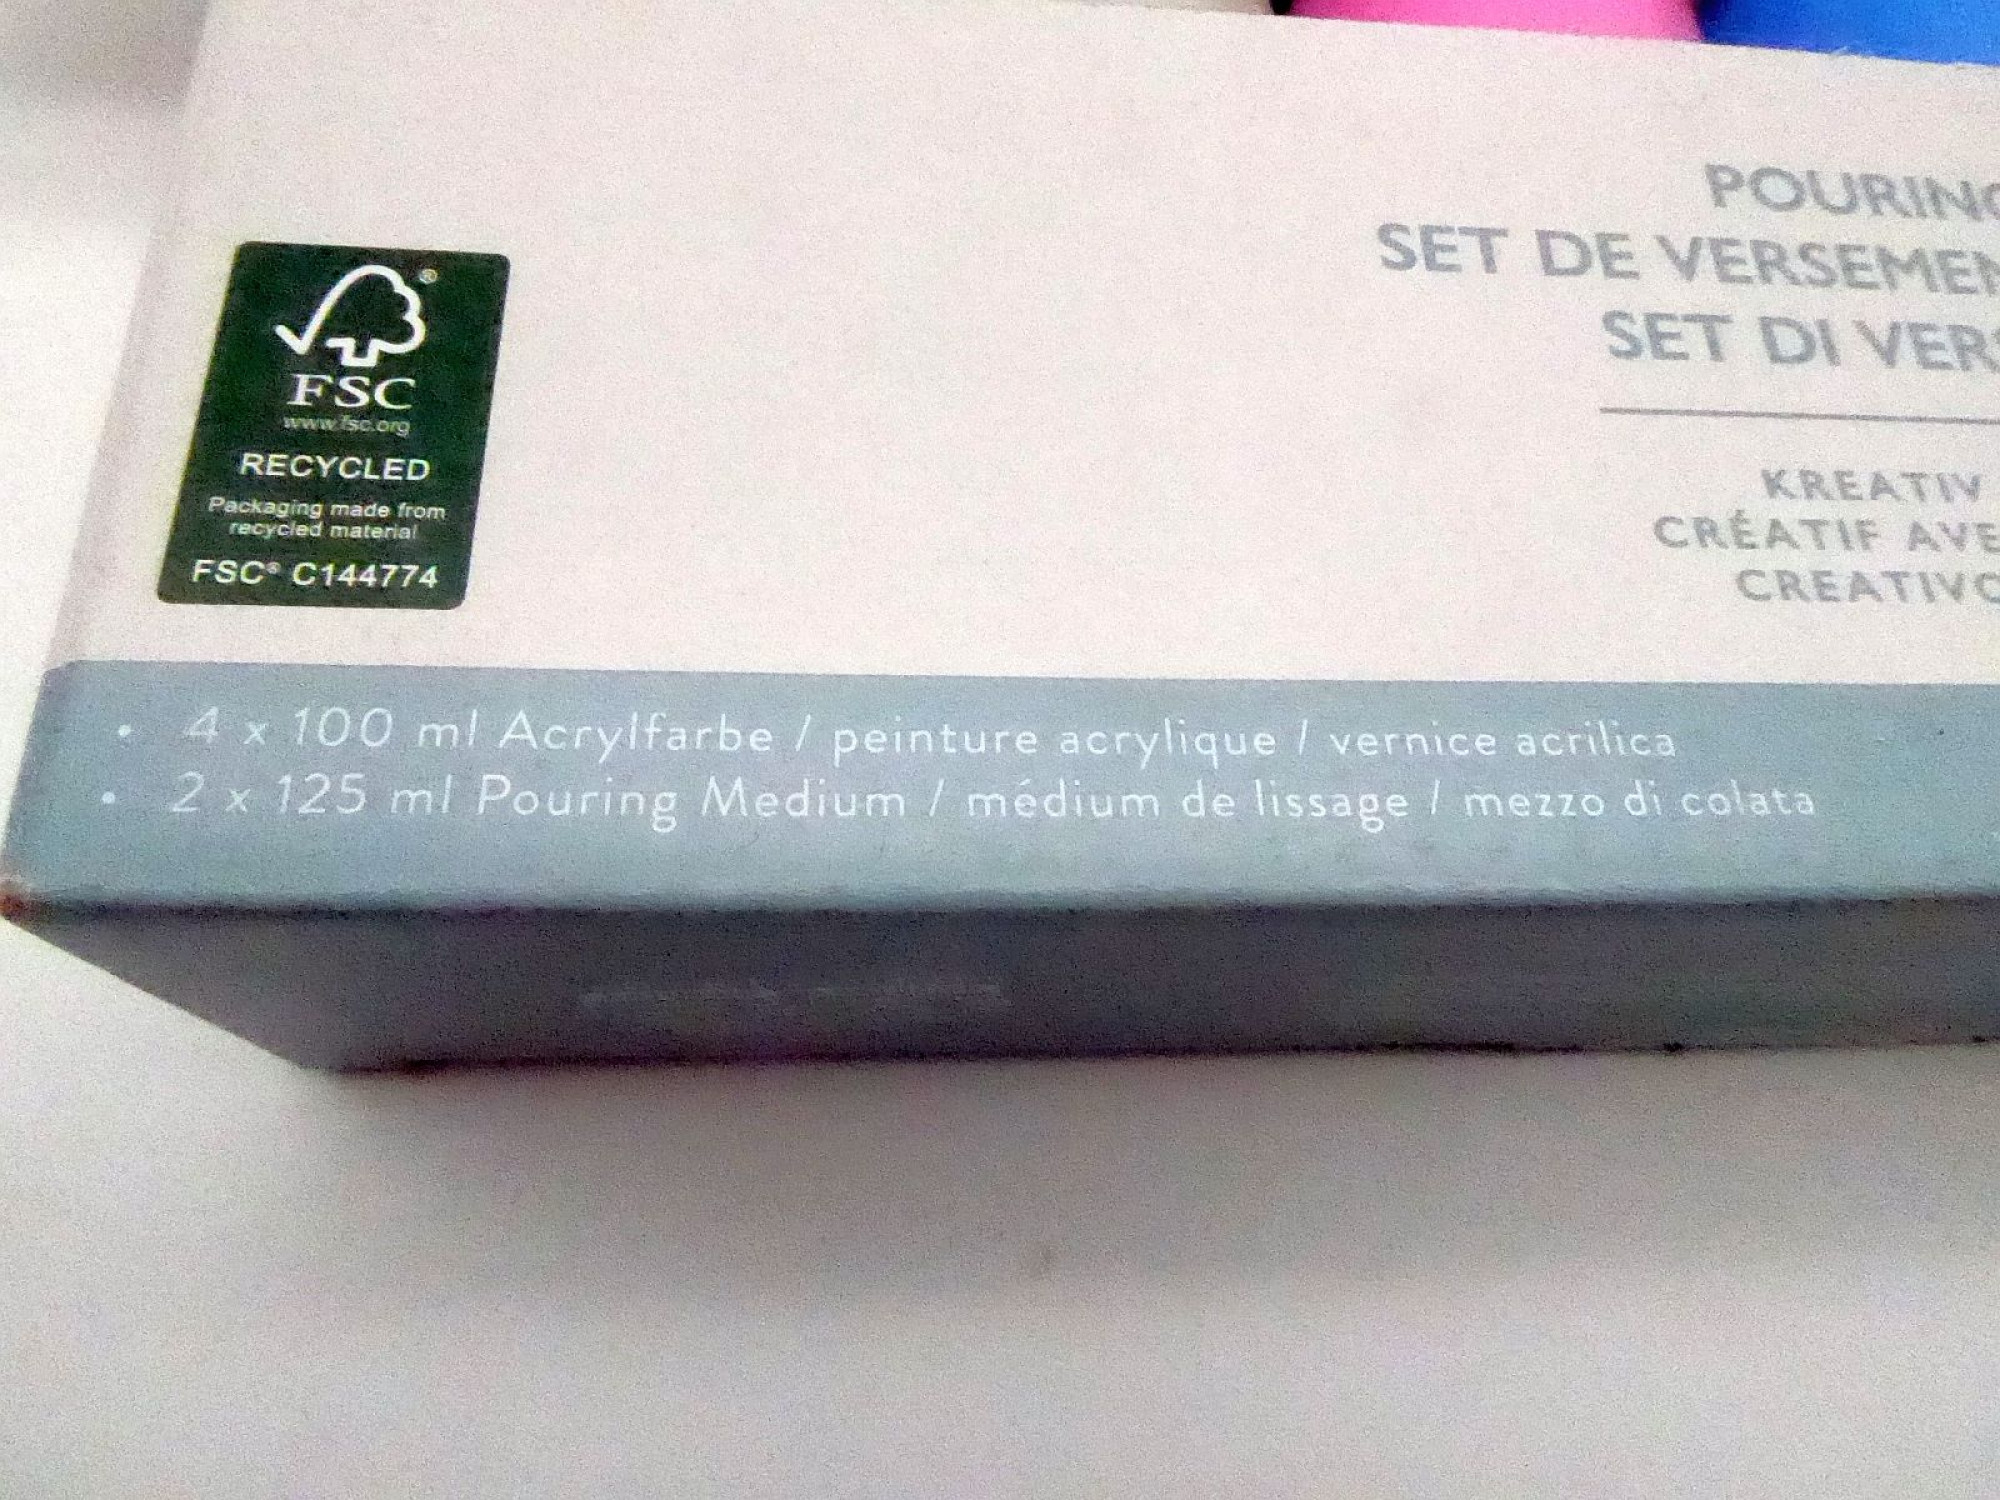 POURING
SET DE VERSEMEN
SET DI VERS
KREATIV
CRÉATIF AVE
CREATIVO
FSC®
www.fsc.org
RECYCLED
Packaging made from
recycled material
FSC® C144774
• 4 x 100 ml Acrylfarbe / peinture acrylique / vernice acrilica
• 2 x 125 ml Pouring Medium / médium de lissage / mezzo di colata